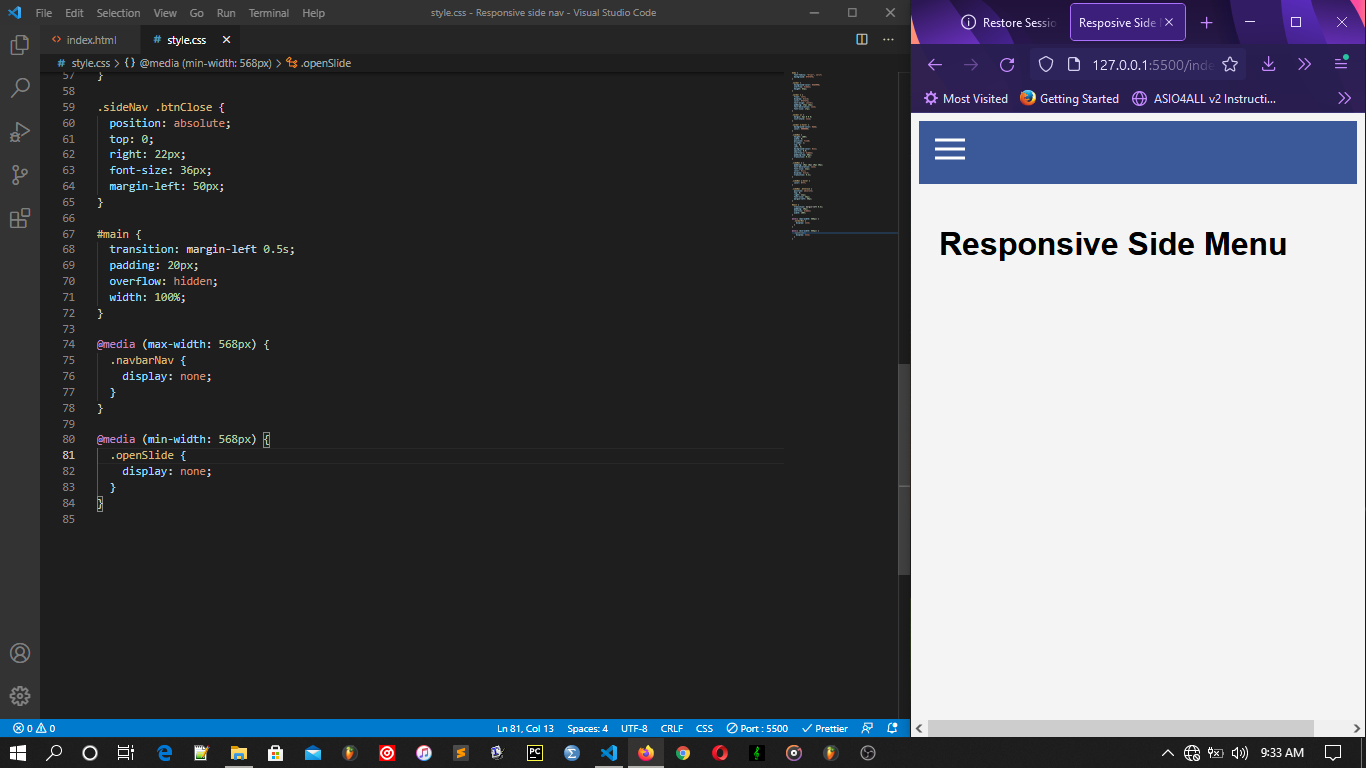 File Edit Selection View Go Run Terminal Help
style.css - Responsive side nav - Visual Studio Code
index.html
# style.css
# style.css > {} @media (min-width: 568px) > .openSlide
57 }
58
59 .sideNav .btnClose {
60 position: absolute;
61 top: 0;
62 right: 22px;
63 font-size: 36px;
64 margin-left: 50px;
65 }
66
67 #main {
68 transition: margin-left 0.5s;
69 padding: 20px;
70 overflow: hidden;
71 width: 100%;
72 }
73
74 @media (max-width: 568px) {
75 .navbarNav {
76 display: none;
77 }
78 }
79
80 @media (min-width: 568px) {
81 .openSlide {
82 display: none;
83 }
84 }
85
0 0
Ln 81, Col 13 Spaces: 4 UTF-8 CRLF CSS Port : 5500 Prettier
Restore Sessio
Resposive Side
127.0.0.1:5500/inde
Most Visited Getting Started ASIO4ALL v2 Instructi...
Responsive Side Menu
PC
9:33 AM